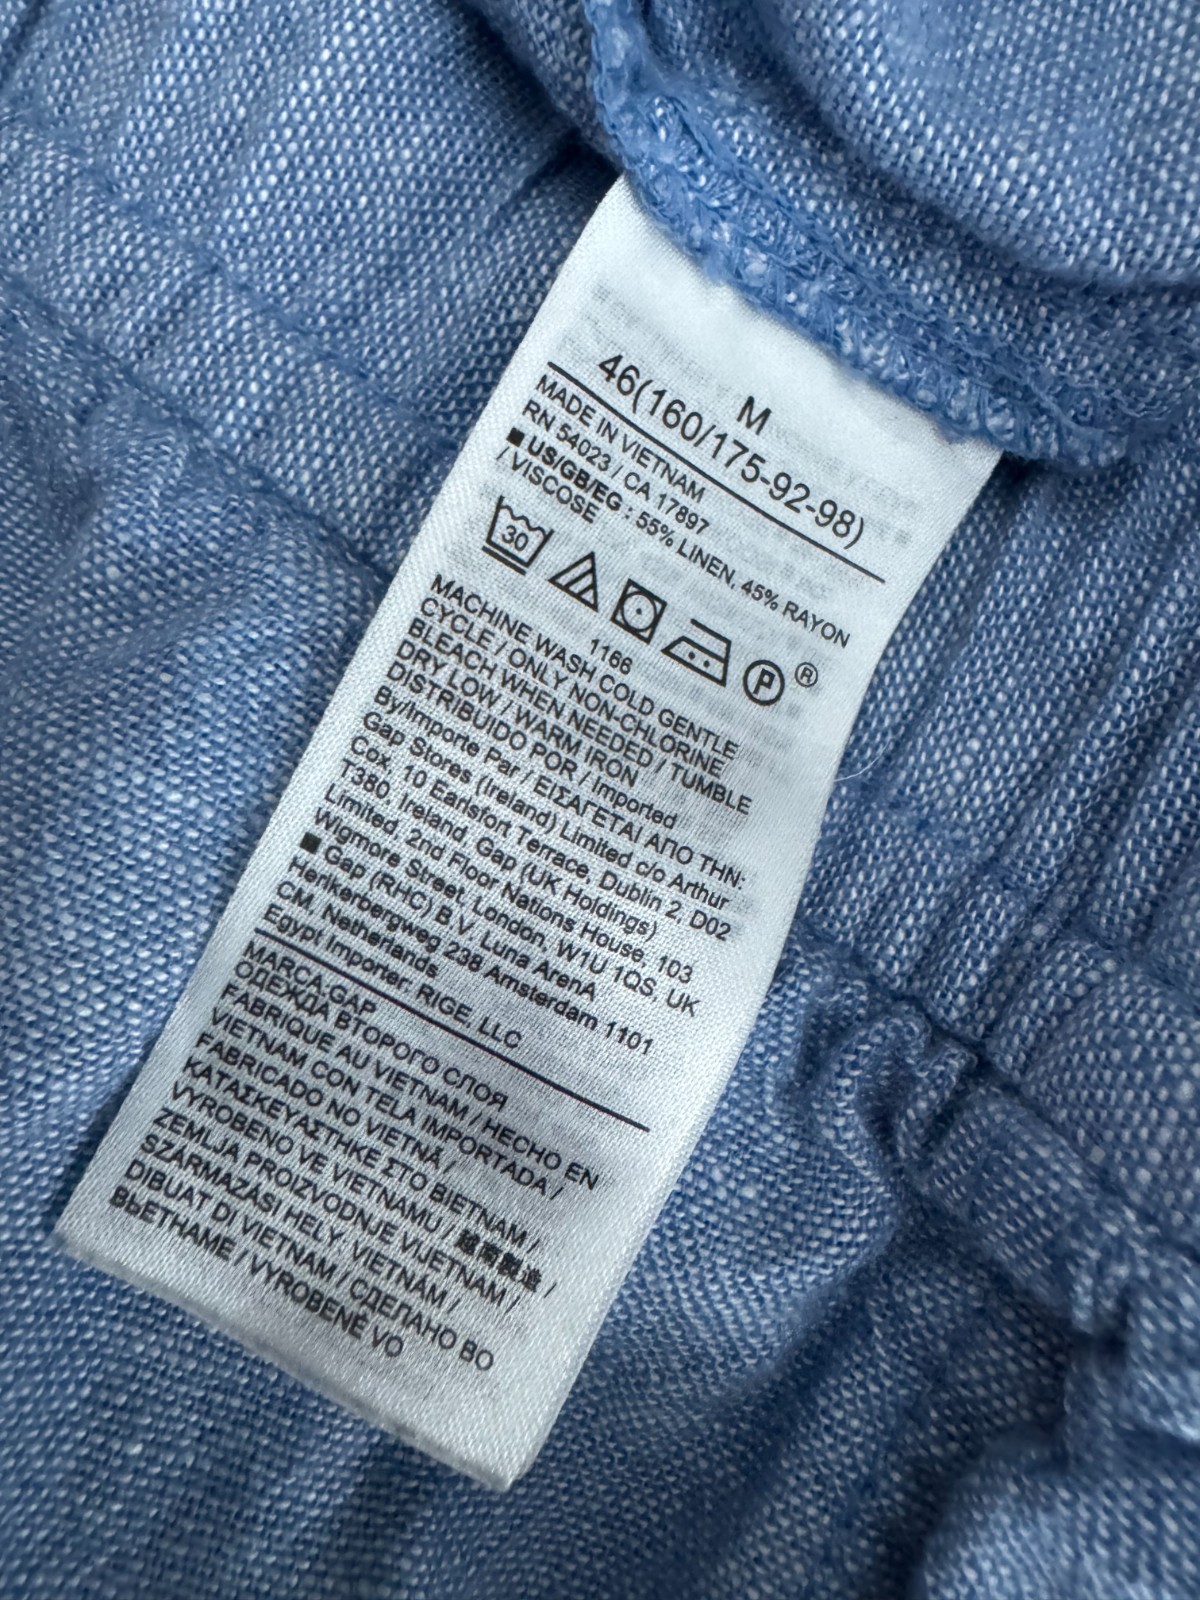 M
46(160/175-92-98)
MADE IN VIETNAM
RN 54023 / CA 17897
■ US/GB/EG : 55% LINEN, 45% RAYON
/ VISCOSE
30
1166
P ®
MACHINE WASH COLD GENTLE
CYCLE / ONLY NON-CHLORINE
BLEACH WHEN NEEDED / TUMBLE
DRY LOW / WARM IRON
DISTRIBUIDO POR / Imported
By/Importe Par / ΕΙΣΑΓΕΤΑΙ ΑΠΟ ΤΗΝ:
Gap Stores (Ireland) Limited c/o Arthur
Cox, 10 Earlsfort Terrace, Dublin 2, D02
T380, Ireland, Gap (UK Holdings)
Limited, 2nd Floor Nations House, 103
Wigmore Street, London, W1U 1QS, UK
■ Gap (RHC) B.V. Luna ArenA
Herikerbergweg 238 Amsterdam 1101
CM, Netherlands
Egypt Importer: RIGE, LLC
MARCA:GAP
ОДЕЖДА ВТОРОГО СЛОЯ
FABRIQUE AU VIETNAM / HECHO EN
VIETNAM CON TELA IMPORTADA /
FABRICADO NO VIETNÃ /
ΚΑΤΑΣΚΕΥΑΣΤΗΚΕ ΣΤΟ ΒΙΕΤΝΑΜ /
VYROBENO VE VIETNAMU / 越南製造 /
ZEMLJA PROIZVODNJE VIJETNAM /
SZÁRMAZÁSI HELY: VIETNÁM /
DIBUAT DI VIETNAM / СДЕЛАНО ВО
ВЬЕТНАМЕ / VYROBENÉ VO